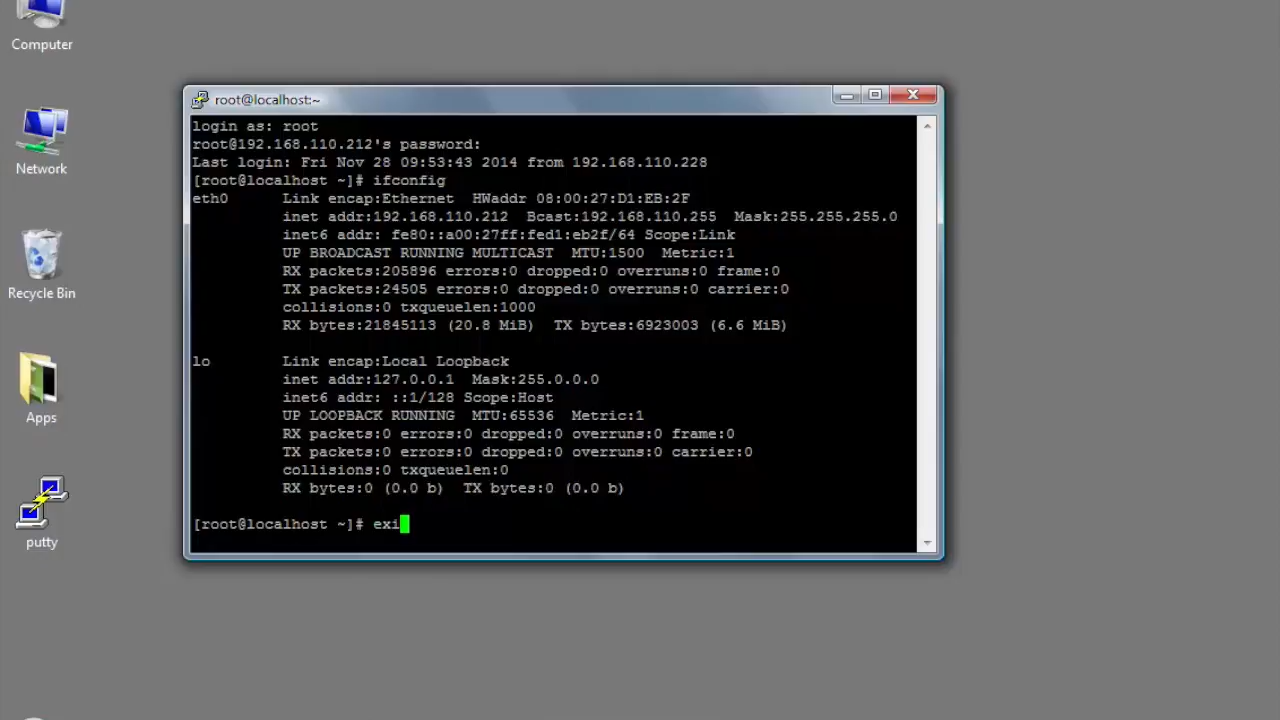 Computer
Network
Recycle Bin
Apps
putty
root@localhost:~
login as: root
root@192.168.110.212's password:
Last login: Fri Nov 28 09:53:43 2014 from 192.168.110.228
[root@localhost ~]# ifconfig
eth0      Link encap:Ethernet  HWaddr 08:00:27:D1:EB:2F
          inet addr:192.168.110.212  Bcast:192.168.110.255  Mask:255.255.255.0
          inet6 addr: fe80::a00:27ff:fed1:eb2f/64 Scope:Link
          UP BROADCAST RUNNING MULTICAST  MTU:1500  Metric:1
          RX packets:205896 errors:0 dropped:0 overruns:0 frame:0
          TX packets:24505 errors:0 dropped:0 overruns:0 carrier:0
          collisions:0 txqueuelen:1000
          RX bytes:21845113 (20.8 MiB)  TX bytes:6923003 (6.6 MiB)
lo        Link encap:Local Loopback
          inet addr:127.0.0.1  Mask:255.0.0.0
          inet6 addr: ::1/128 Scope:Host
          UP LOOPBACK RUNNING  MTU:65536  Metric:1
          RX packets:0 errors:0 dropped:0 overruns:0 frame:0
          TX packets:0 errors:0 dropped:0 overruns:0 carrier:0
          collisions:0 txqueuelen:0
          RX bytes:0 (0.0 b)  TX bytes:0 (0.0 b)
[root@localhost ~]# exi